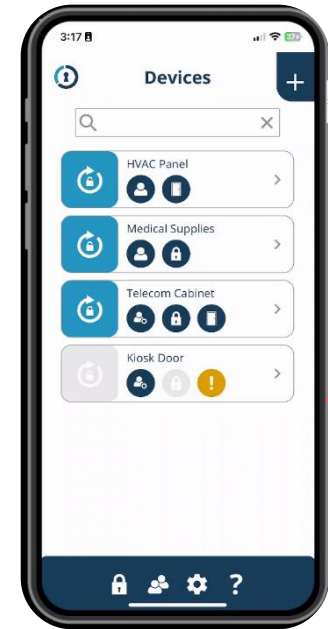 3:17
Devices
+
HVAC Panel
Medical Supplies
Telecom Cabinet
Kiosk Door
!
?